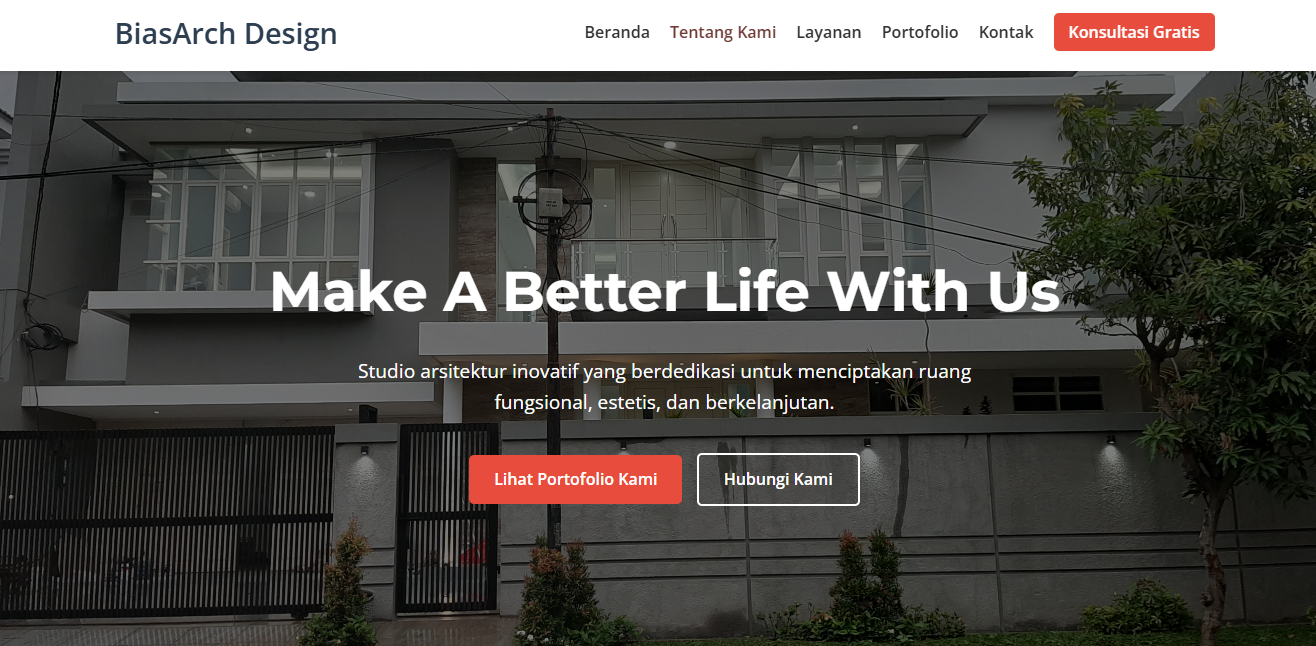 BiasArch Design
Beranda Tentang Kami Layanan Portofolio Kontak Konsultasi Gratis
Make A Better Life With Us
Studio arsitektur inovatif yang berdedikasi untuk menciptakan ruang
fungsional, estetis, dan berkelanjutan.
Lihat Portofolio Kami Hubungi Kami